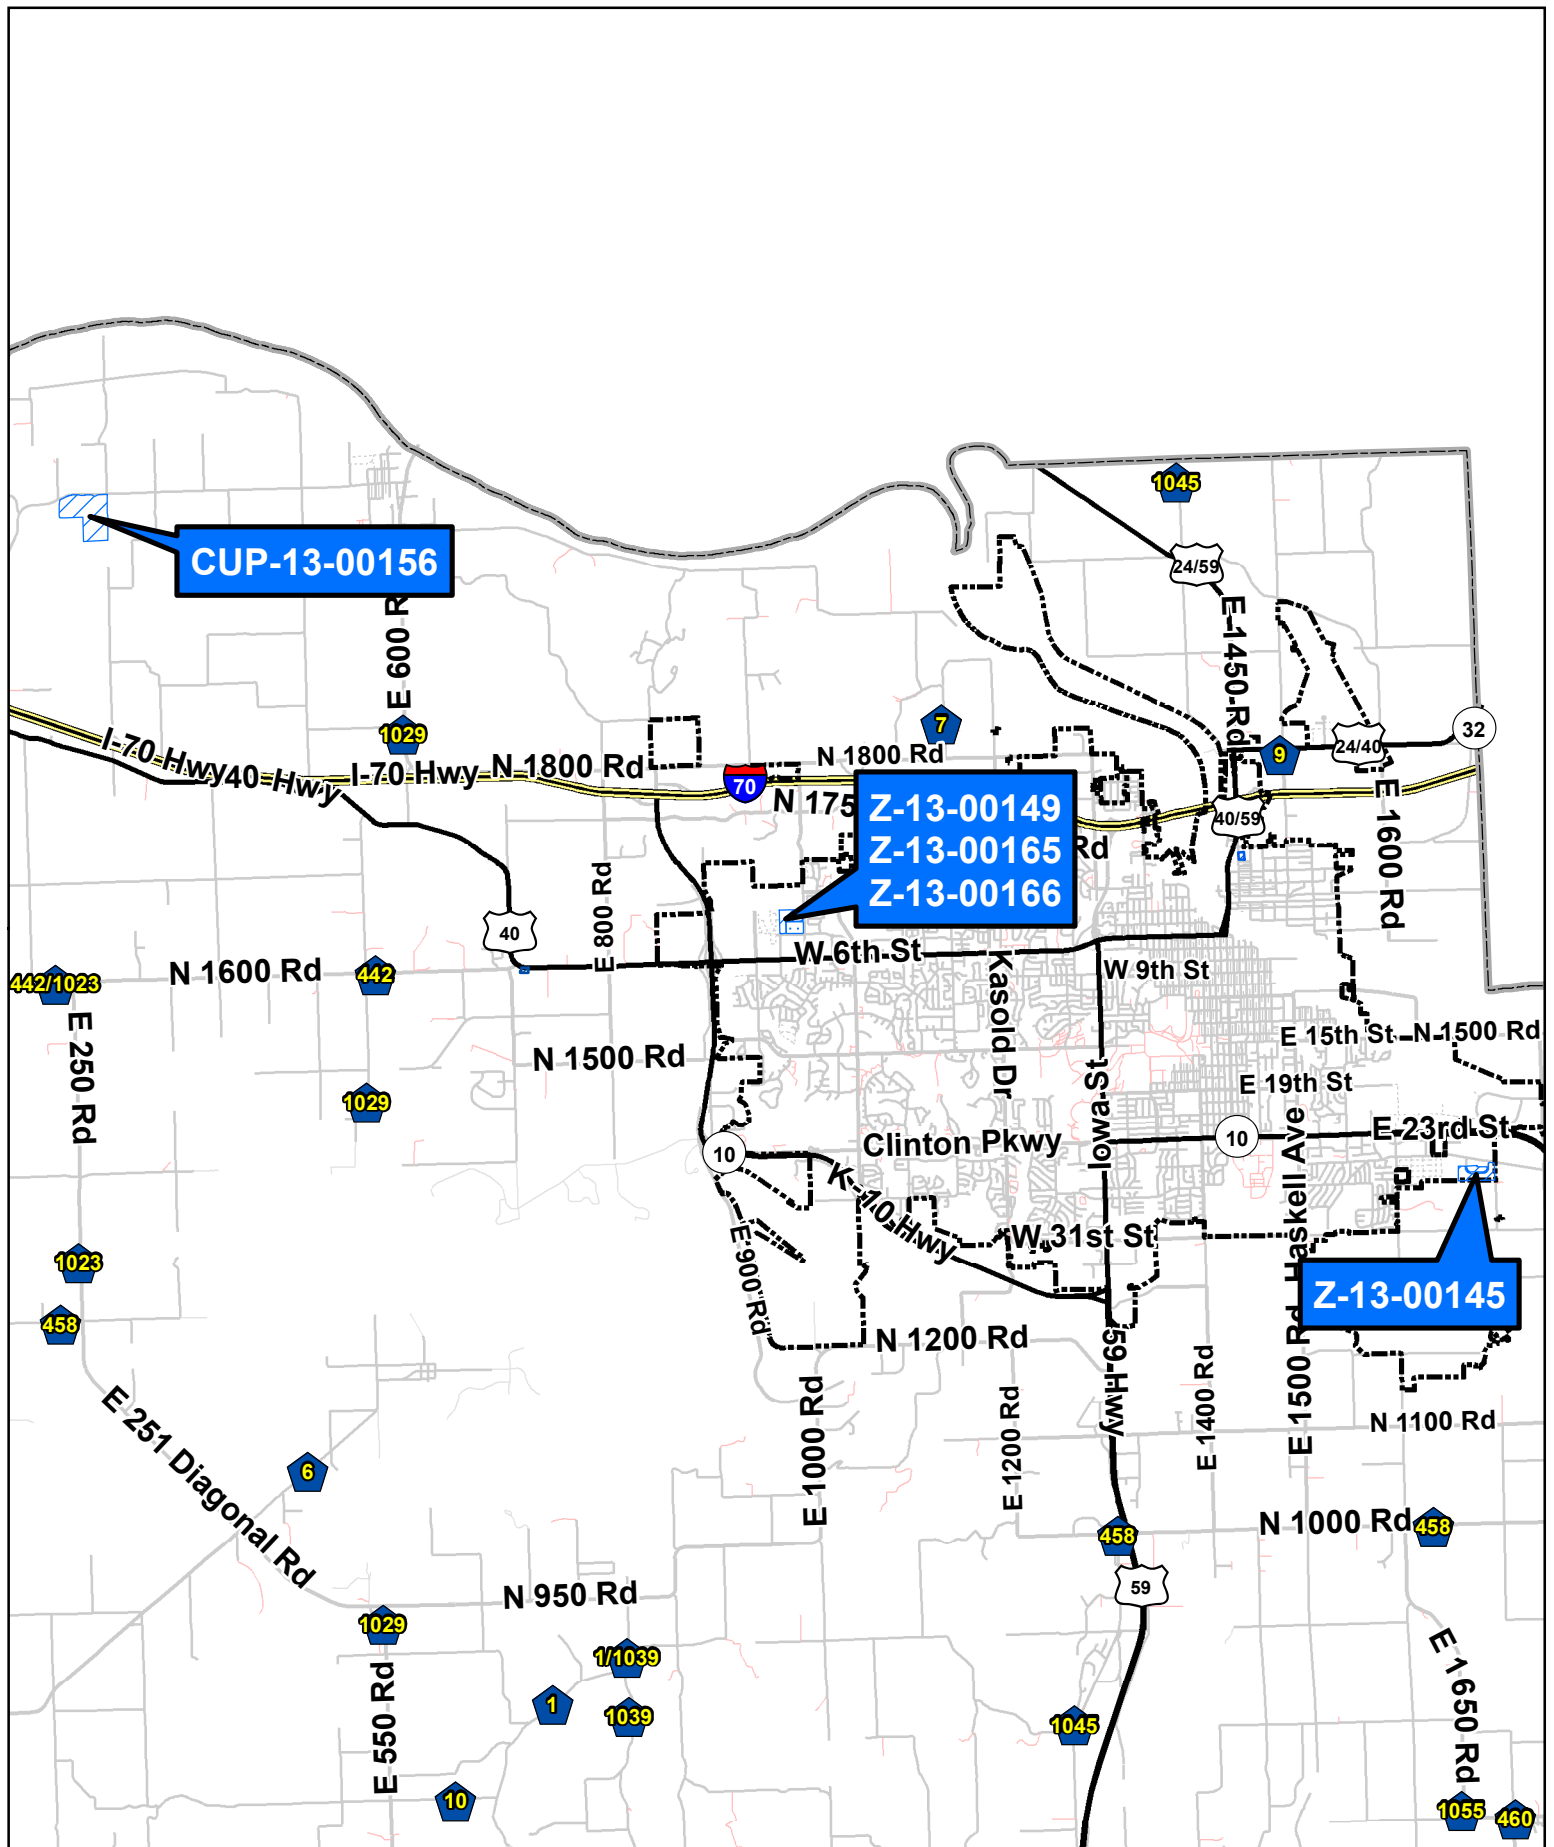 1045
24/59
CUP-13-00156
E 600 R
E 1450 Rd
7
32
1029
N 1800 Rd
24/40
9
I-70 Hwy
40 Hwy
I-70 Hwy
N 1800 Rd
70
N 175
Z-13-00149
Z-13-00165
Z-13-00166
Rd
40/59
E 1600 Rd
40
E 800 Rd
W 6th St
W 9th St
442/1023
N 1600 Rd
442
Kasold Dr
E 250 Rd
N 1500 Rd
E 15th St
N 1500 Rd
Iowa St
E 19th St
1029
Clinton Pkwy
10
10
E 23rd St
K-10 Hwy
Haskell Ave
E 900 Rd
W 31st St
1023
Z-13-00145
458
N 1200 Rd
59 Hwy
E 1400 Rd
E 1500 Rd
E 251 Diagonal Rd
E 1000 Rd
E 1200 Rd
N 1100 Rd
6
458
N 1000 Rd
458
N 950 Rd
59
1029
1/1039
E 1650 Rd
E 550 Rd
1
1039
1045
10
1055
460